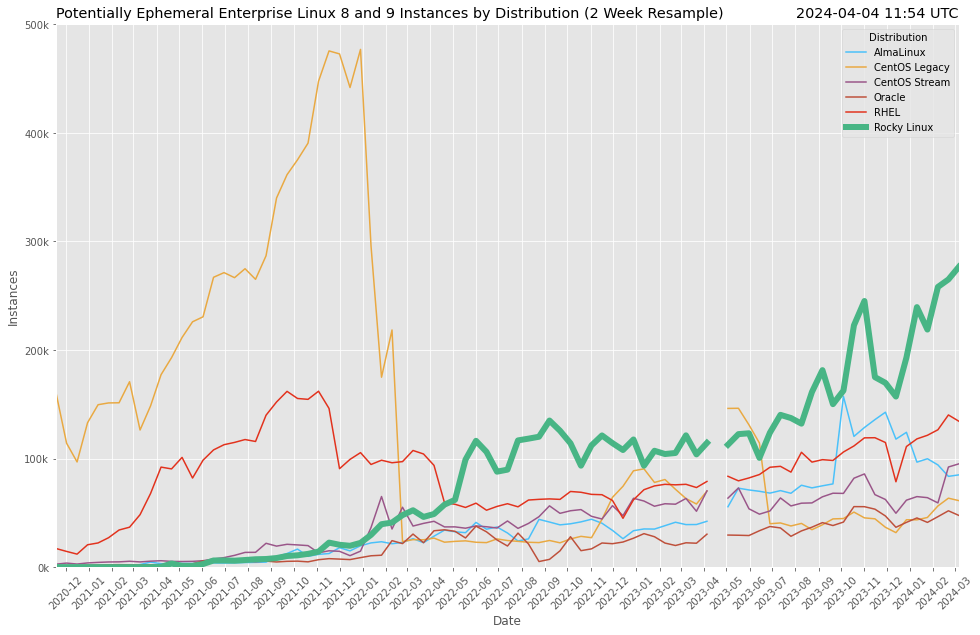 Potentially Ephemeral Enterprise Linux 8 and 9 Instances by Distribution (2 Week Resample) 2024-04-04 11:54 UTC
Distribution
AlmaLinux
CentOS Legacy
CentOS Stream
Oracle
RHEL
Rocky Linux
500k
400k
300k
200k
100k
0k
Instances
2020-12 2021-01 2021-02 2021-03 2021-04 2021-05 2021-06 2021-07 2021-08 2021-09 2021-10 2021-11 2021-12 2022-01 2022-02 2022-03 2022-04 2022-05 2022-06 2022-07 2022-08 2022-09 2022-10 2022-11 2022-12 2023-01 2023-02 2023-03 2023-04 2023-05 2023-06 2023-07 2023-08 2023-09 2023-10 2023-11 2023-12 2024-01 2024-02 2024-03
Date